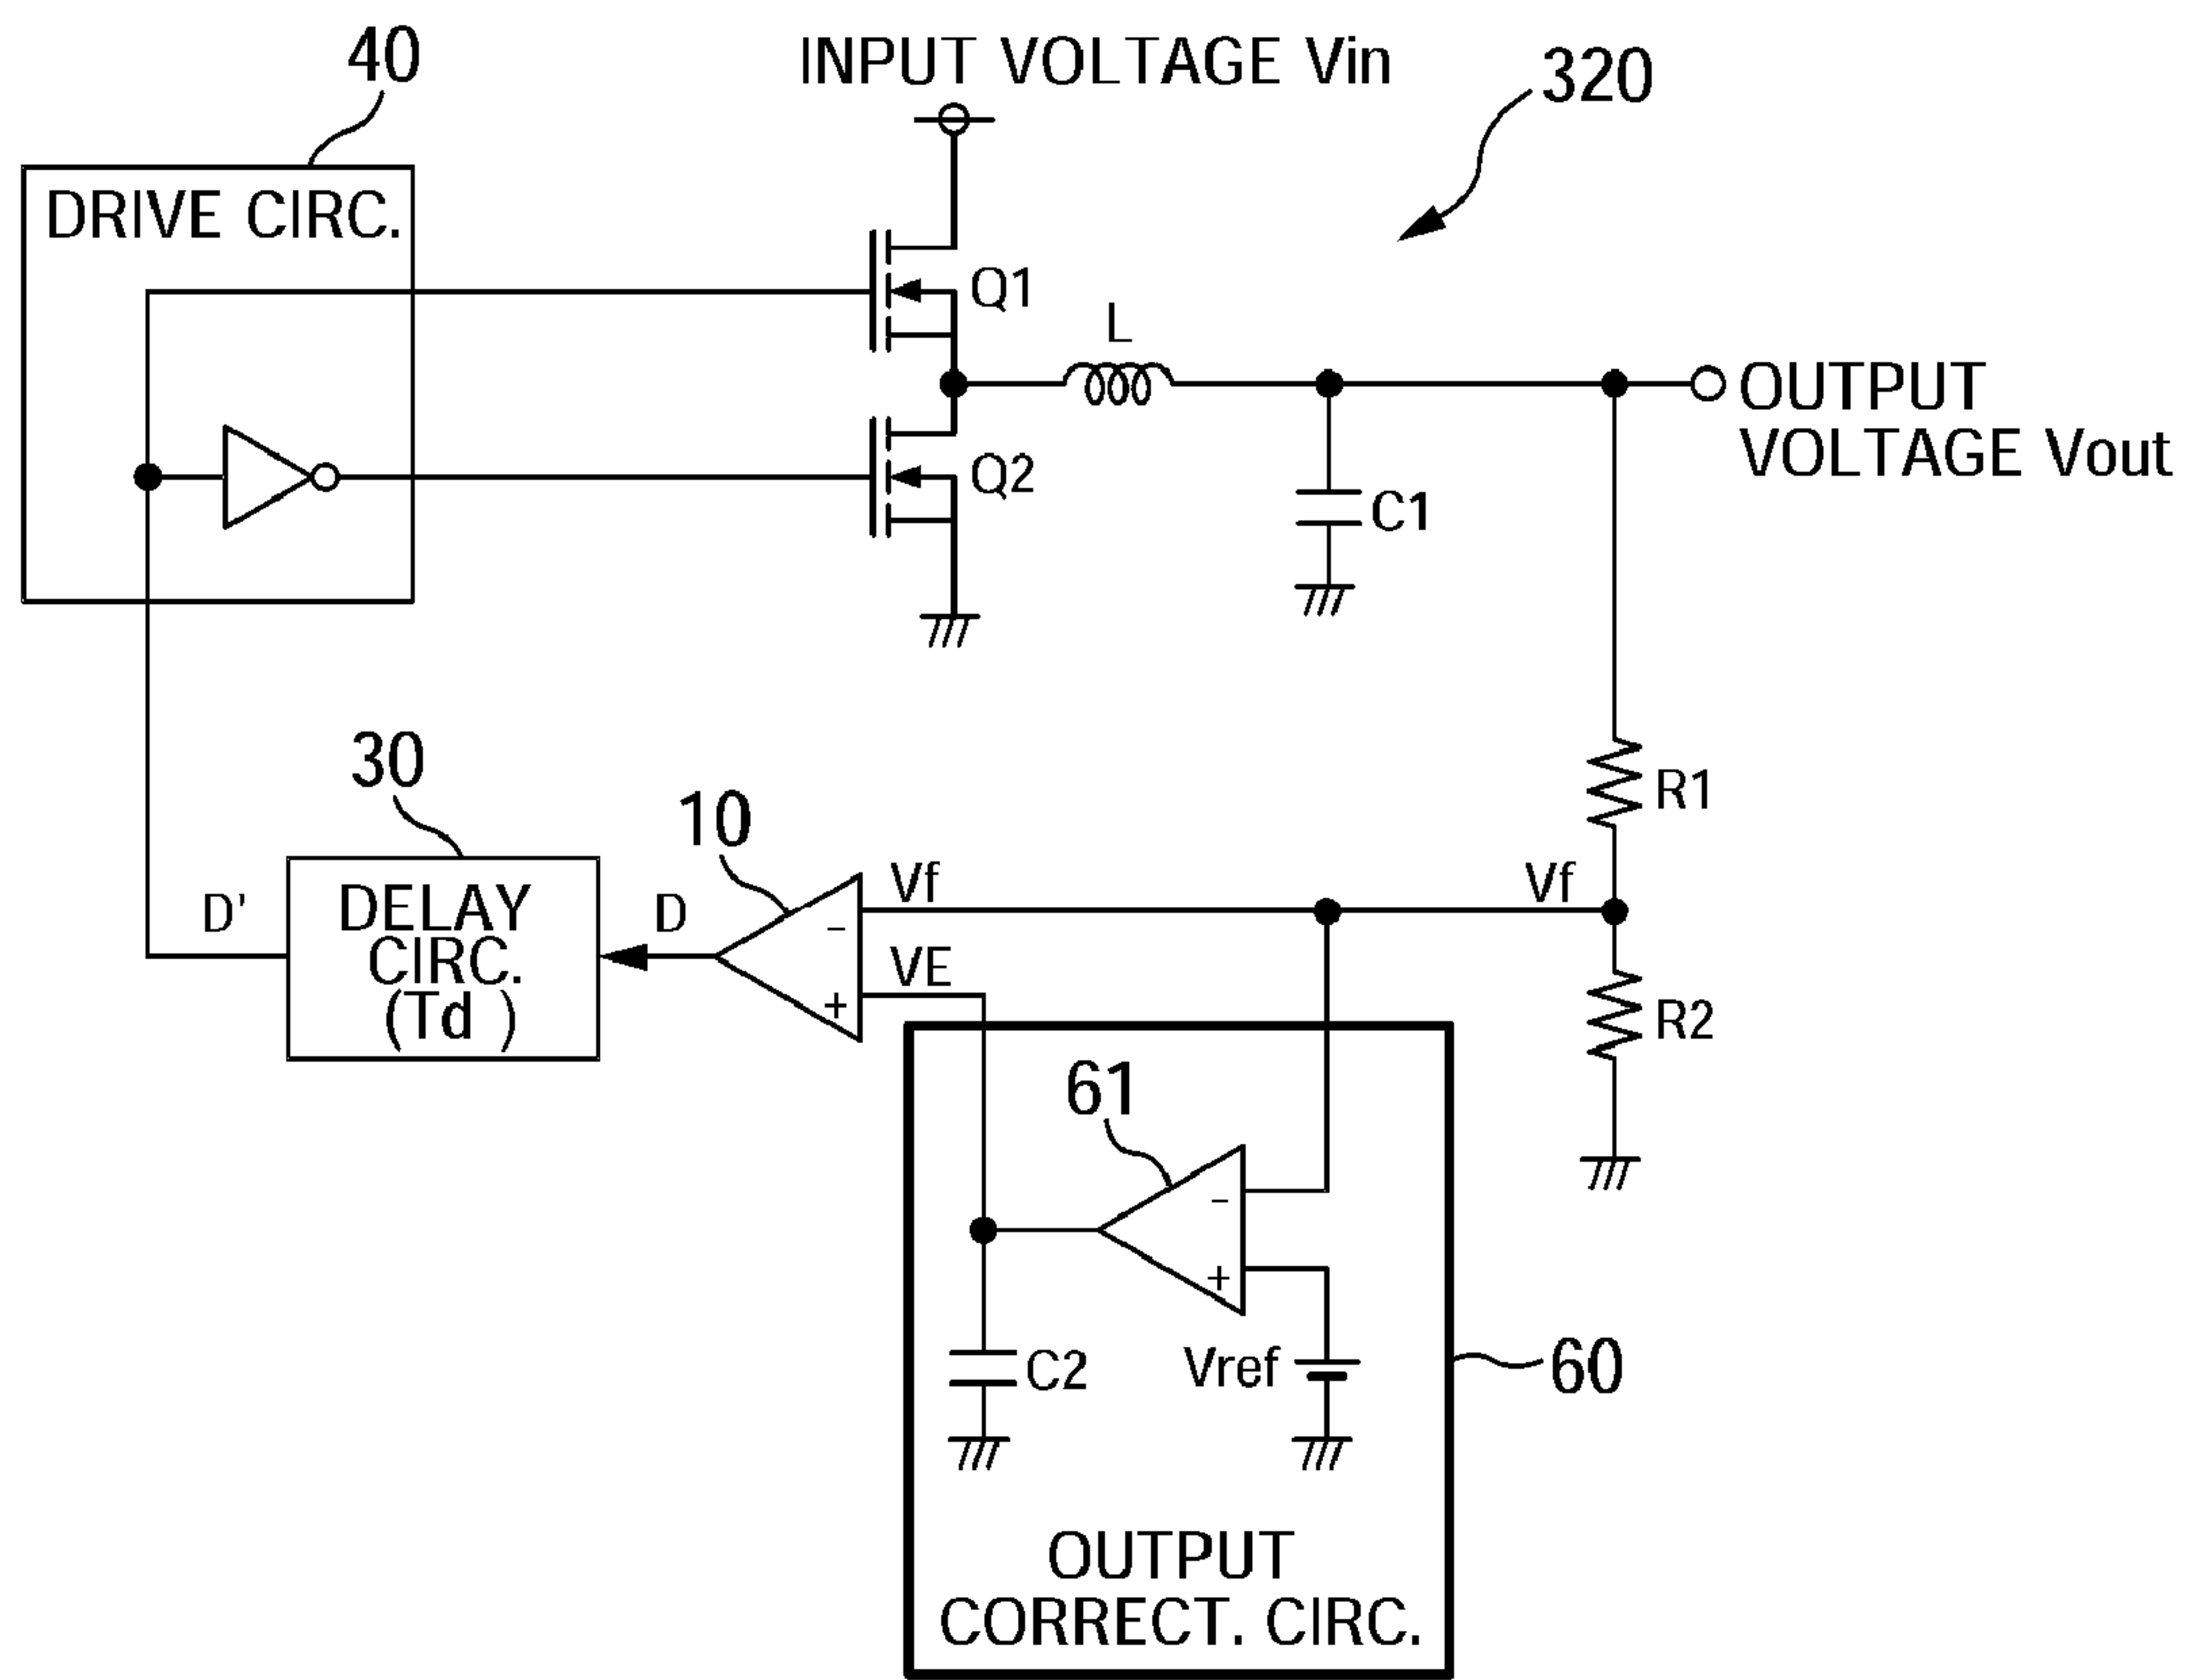 40
INPUT VOLTAGE Vin
320
DRIVE CIRC.
Q1
L
OUTPUT
VOLTAGE Vout
Q2
C1
30
R1
10
Vf
Vf
D'
DELAY
CIRC.
(Td )
D
-
VE
+
R2
61
-
+
C2
Vref
60
OUTPUT
CORRECT. CIRC.